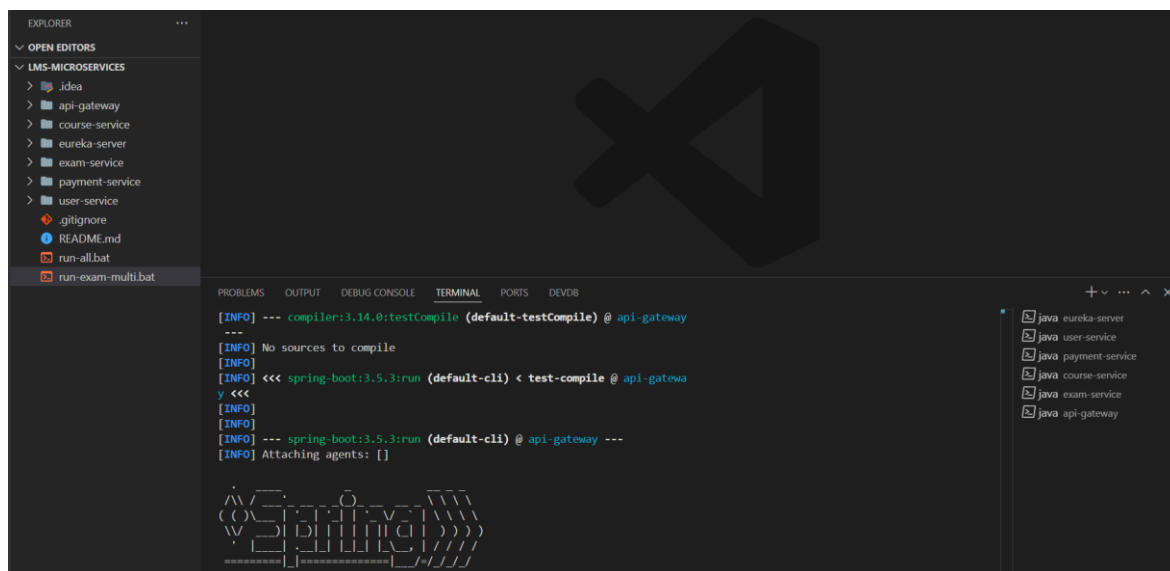 EXPLORER
OPEN EDITORS
LMS-MICROSERVICES
.idea
api-gateway
course-service
eureka-server
exam-service
payment-service
user-service
.gitignore
README.md
run-all.bat
run-exam-multi.bat
PROBLEMS OUTPUT DEBUG CONSOLE TERMINAL PORTS DEVDB
[INFO] --- compiler:3.14.0:testCompile (default-testCompile) @ api-gateway
---
[INFO] No sources to compile
[INFO]
[INFO] <<< spring-boot:3.5.3:run (default-cli) < test-compile @ api-gatewa
y <<<
[INFO]
[INFO]
[INFO] --- spring-boot:3.5.3:run (default-cli) @ api-gateway ---
[INFO] Attaching agents: []
Spring
java eureka-server
java user-service
java payment-service
java course-service
java exam-service
java api-gateway